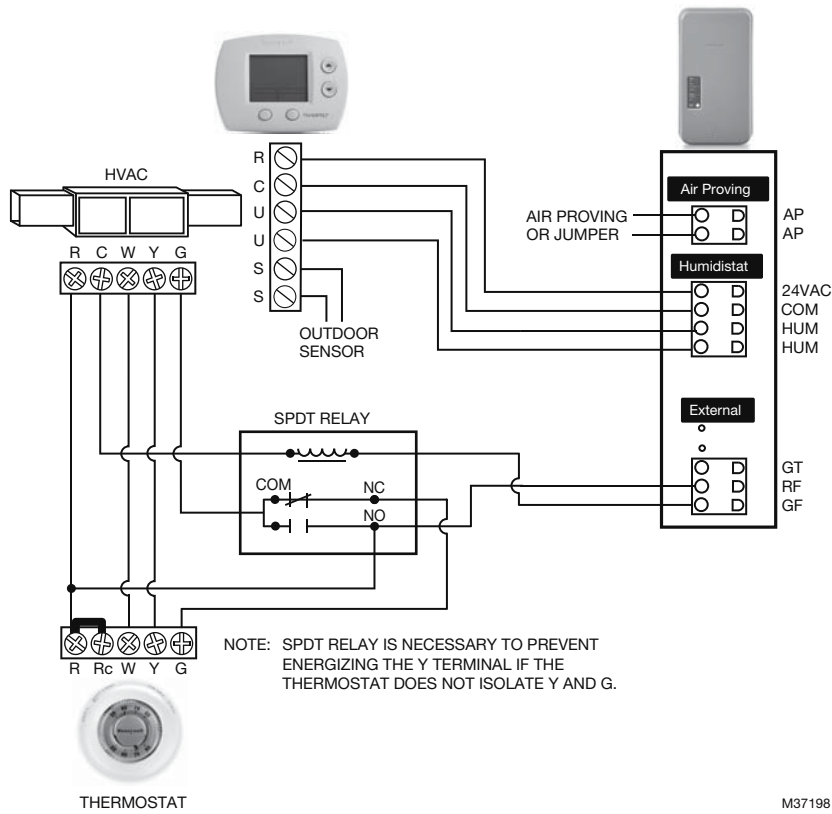 HVAC
R C W Y G
R
C
U
U
S
S
OUTDOOR
SENSOR
AIR PROVING
OR JUMPER
Air Proving
AP
AP
Humidistat
24VAC
COM
HUM
HUM
External
GT
RF
GF
SPDT RELAY
COM
NC
NO
R Rc W Y G
NOTE: SPDT RELAY IS NECESSARY TO PREVENT
ENERGIZING THE Y TERMINAL IF THE
THERMOSTAT DOES NOT ISOLATE Y AND G.
THERMOSTAT
M37198